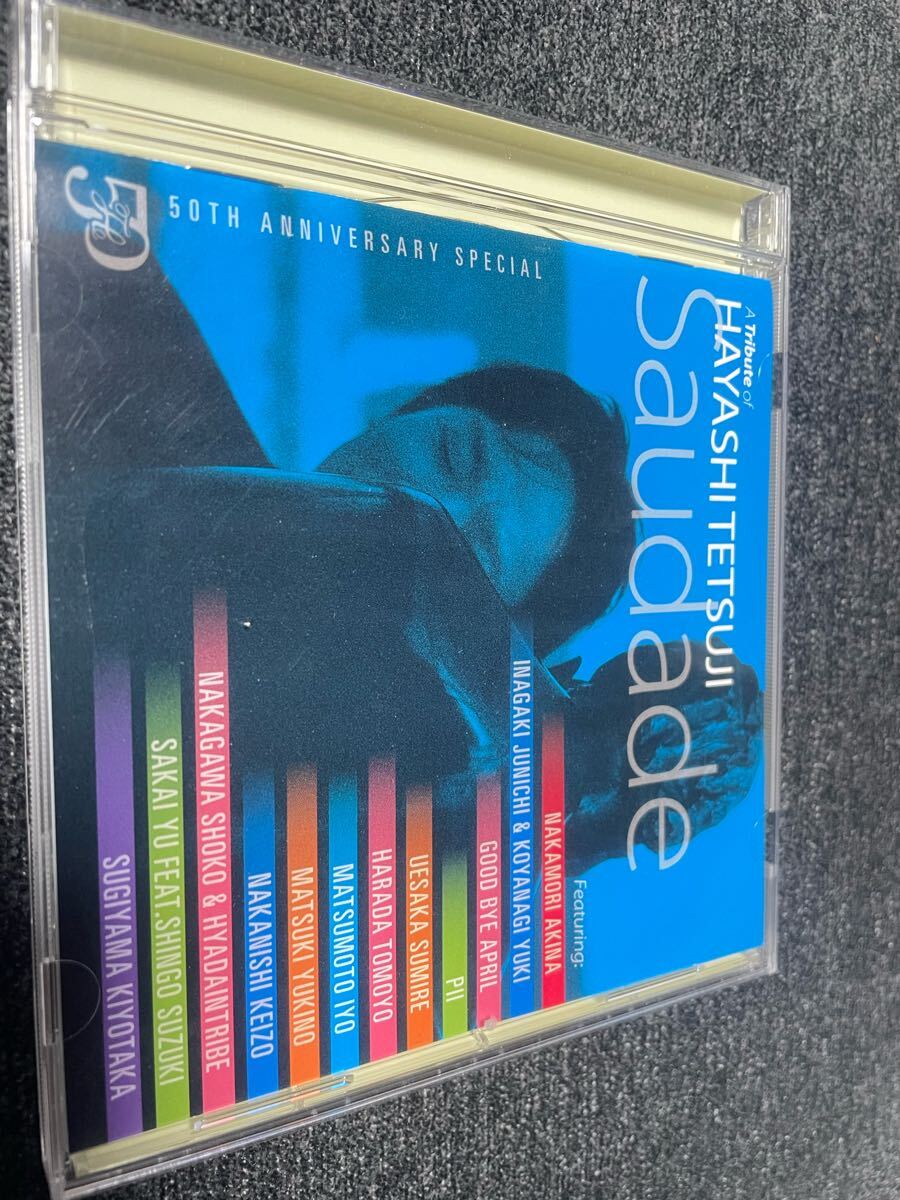 A Tribute of
HAYASHI TETSUJI
Saudade
Featuring:
NAKAMORI AKINA
INAGAKI JUNICHI & KOYANAGI YUKI
GOOD BYE APRIL
PII
UESAKA SUMIRE
HARADA TOMOYO
MATSUMOTO IYO
MATSUKI YUKINO
NAKANISHI KEIZO
NAKAGAWA SHOKO & HYADAINTRIBE
SAKAI YU FEAT.SHINGO SUZUKI
SUGIYAMA KIYOTAKA
50TH ANNIVERSARY SPECIAL
50